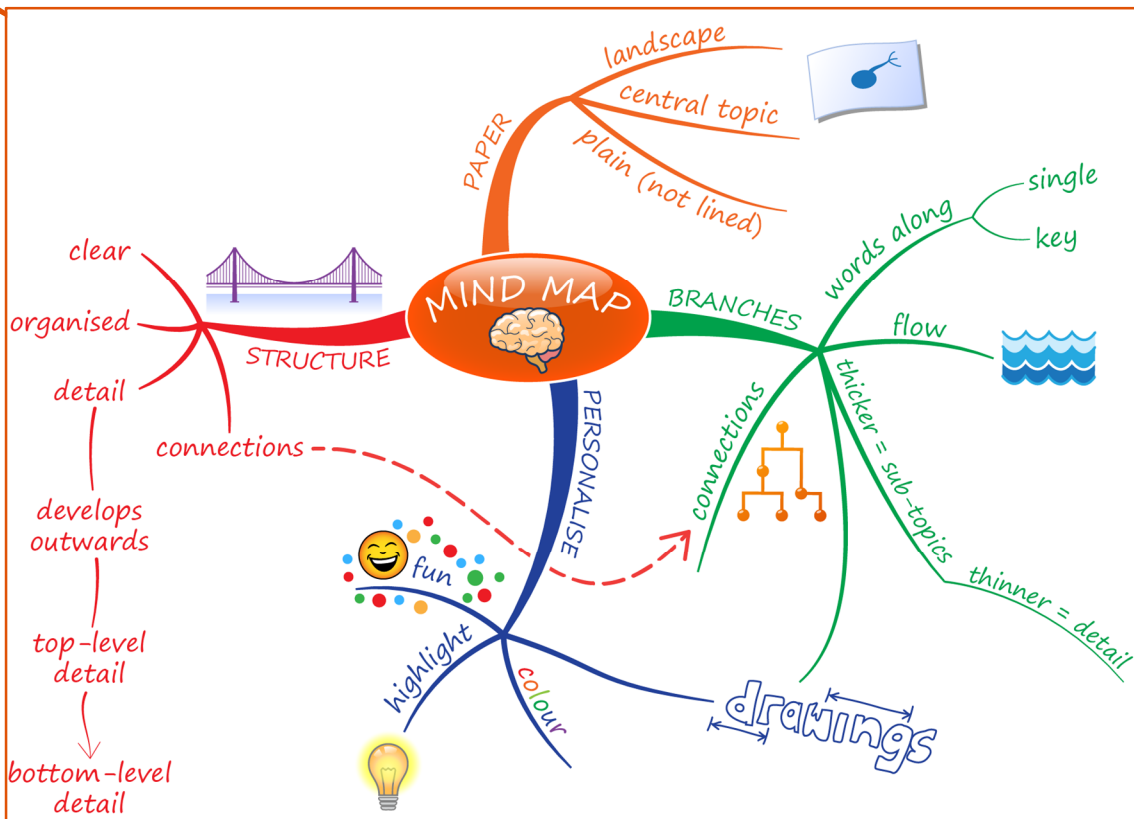 MIND MAP
PAPER
landscape
central topic
plain (not lined)
BRANCHES
words along
single
key
flow
thicker = sub-topics
thinner = detail
connections
drawings
PERSONALISE
fun
highlight
colour
STRUCTURE
clear
organised
detail
develops
outwards
top-level
detail
bottom-level
detail
connections